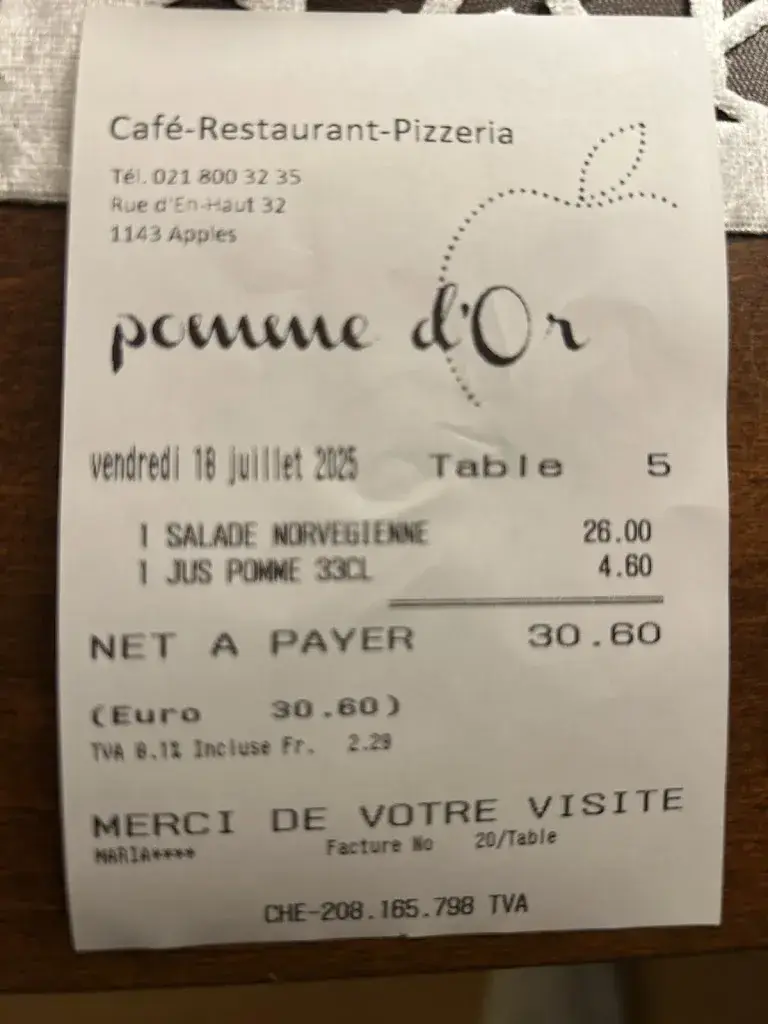 Café-Restaurant-Pizzeria
Tél. 021 800 32 35
Rue d'En-Haut 32
1143 Apples
pomme d'Or
vendredi 18 juillet 2025 Table 5
1 SALADE NORVEGIENNE 26.00
1 JUS POMME 33CL 4.60
NET A PAYER 30.60
(Euro 30.60)
TVA 8.1% Incluse Fr. 2.29
MERCI DE VOTRE VISITE
MARIA**** Facture No 20/Table
CHE-208.165.798 TVA